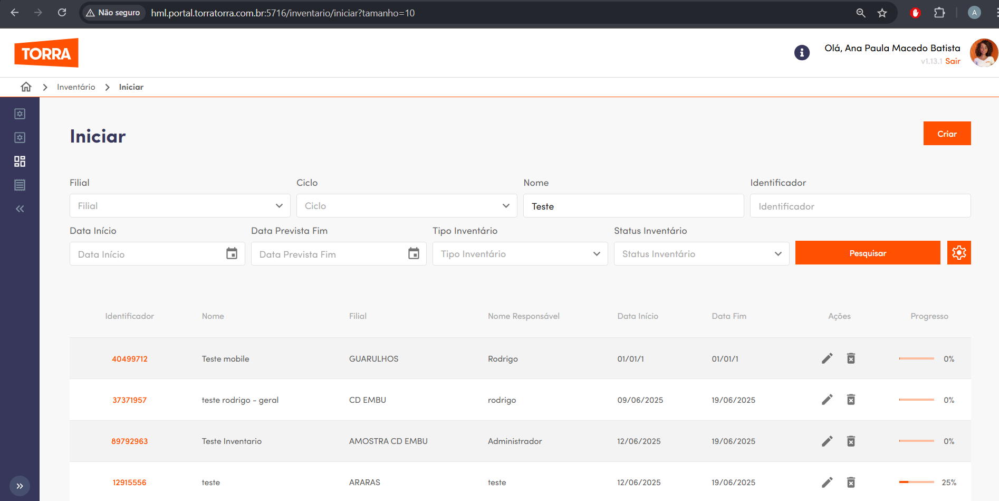 Não seguro hml.portal.torratorra.com.br:5716/inventario/iniciar?tamanho=10 A
TORRA
Olá, Ana Paula Macedo Batista
v1.13.1 Sair
Inventário Iniciar
Iniciar
Criar
Filial Ciclo Nome Identificador
Filial Ciclo Teste Identificador
Data Início Data Prevista Fim Tipo Inventário Status Inventário
Data Início Data Prevista Fim Tipo Inventário Status Inventário Pesquisar
Identificador Nome Filial Nome Responsável Data Início Data Fim Ações Progresso
40499712 Teste mobile GUARULHOS Rodrigo 01/01/1 01/01/1 0%
37371957 teste rodrigo - geral CD EMBU rodrigo 09/06/2025 19/06/2025 0%
89792963 Teste Inventario AMOSTRA CD EMBU Administrador 12/06/2025 19/06/2025 0%
12915556 teste ARARAS teste 12/06/2025 19/06/2025 25%